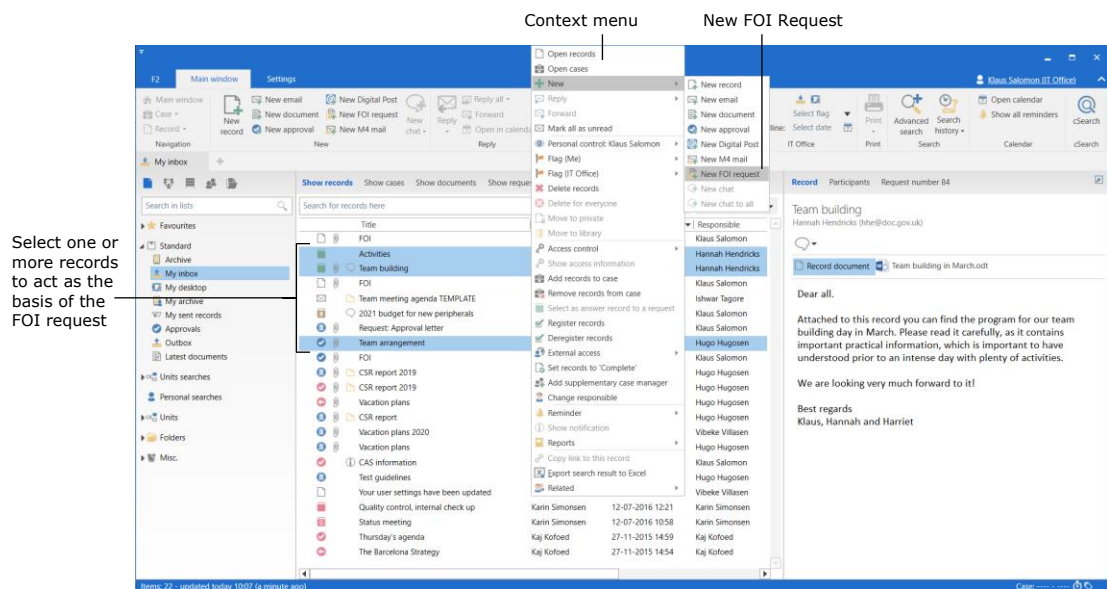 Context menu
New FOI Request
Select one or
more records
to act as the
basis of the
FOI request
F2
Main window
Settings
Klaus Salomon (IT Office)
Main window
Case
Record
Navigation
New
record
New email
New document
New approval
New Digital Post
New FOI request
New M4 mail
New
chat
New
Reply
Reply all
Forward
Open in calenda
Reply
line:
Select flag
Select date
IT Office
Print
Print
Advanced
search
Search
history
Search
Open calendar
Show all reminders
Calendar
cSearch
cSearch
My inbox
Search in lists
Favourites
Standard
Archive
My inbox
My desktop
My archive
My sent records
Approvals
Outbox
Latest documents
Units searches
Personal searches
Units
Folders
Misc.
Show records
Show cases
Show documents
Show reques
Search for records here
Title
Responsible
FOI
Klaus Salomon
Activities
Hannah Hendricks
Team building
Hannah Hendricks
FOI
Klaus Salomon
Team meeting agenda TEMPLATE
Ishwar Tagore
2021 budget for new peripherals
Klaus Salomon
Request: Approval letter
Klaus Salomon
Team arrangement
Hugo Hugosen
FOI
Klaus Salomon
CSR report 2019
Hugo Hugosen
CSR report 2019
Hugo Hugosen
Vacation plans
Hugo Hugosen
CSR report
Hugo Hugosen
Vacation plans 2020
Vibeke Villasen
Vacation plans
Hugo Hugosen
CAS information
Klaus Salomon
Test guidelines
Hugo Hugosen
Your user settings have been updated
Vibeke Villasen
Quality control, internal check up
Karin Simonsen
12-07-2016 12:21
Karin Simonsen
Status meeting
Karin Simonsen
12-07-2016 10:58
Karin Simonsen
Thursday's agenda
Kaj Kofoed
27-11-2015 14:59
Kaj Kofoed
The Barcelona Strategy
Kaj Kofoed
27-11-2015 14:54
Kaj Kofoed
Open records
Open cases
New
Reply
Forward
Mark all as unread
Personal control: Klaus Salomon
Flag (Me)
Flag (IT Office)
Delete records
Delete for everyone
Move to private
Move to library
Access control
Show access information
Add records to case
Remove records from case
Select as answer record to a request
Register records
Deregister records
External access
Set records to 'Complete'
Add supplementary case manager
Change responsible
Reminder
Show notification
Reports
Copy link to this record
Export search result to Excel
Related
New record
New email
New document
New approval
New Digital Post
New M4 mail
New FOI request
New chat
New chat to all
Record
Participants
Request number 84
Team building
Hannah Hendricks (hhe@doc.gov.uk)
Record document
Team building in March.odt
Dear all.
Attached to this record you can find the program for our team
building day in March. Please read it carefully, as it contains
important practical information, which is important to have
understood prior to an intense day with plenty of activities.
We are looking very much forward to it!
Best regards
Klaus, Hannah and Harriet
Items: 22 - updated today 10:07 (a minute ago)
Case: ---- - ----